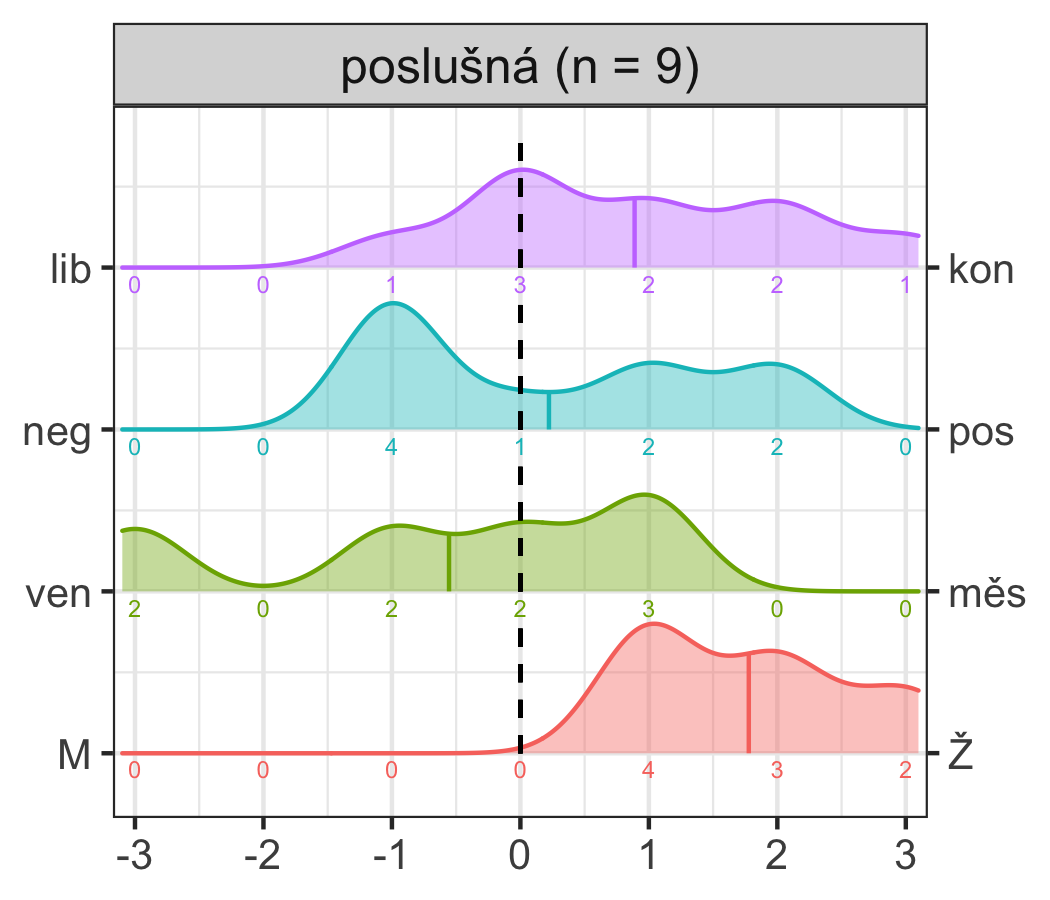 poslušná (n = 9)
lib kon
0 0 1 3 2 2 1
neg pos
0 0 4 1 2 2 0
ven měs
2 0 2 2 3 0 0
M Ž
0 0 0 0 4 3 2
-3 -2 -1 0 1 2 3